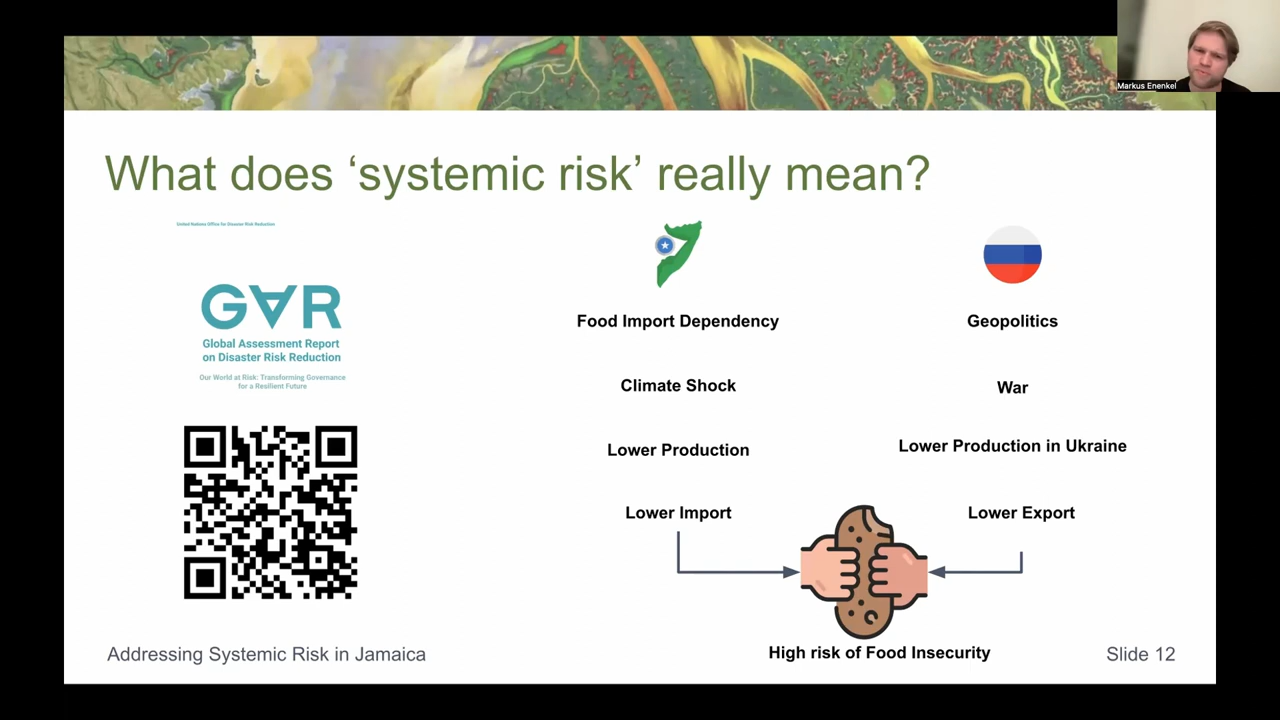 Markus Enenkel
What does ‘systemic risk’ really mean?
United Nations Office for Disaster Risk Reduction
GAR
Global Assessment Report
on Disaster Risk Reduction
Our World at Risk: Transforming Governance
for a Resilient Future
Food Import Dependency
Climate Shock
Lower Production
Lower Import
Geopolitics
War
Lower Production in Ukraine
Lower Export
High risk of Food Insecurity
Addressing Systemic Risk in Jamaica
Slide 12